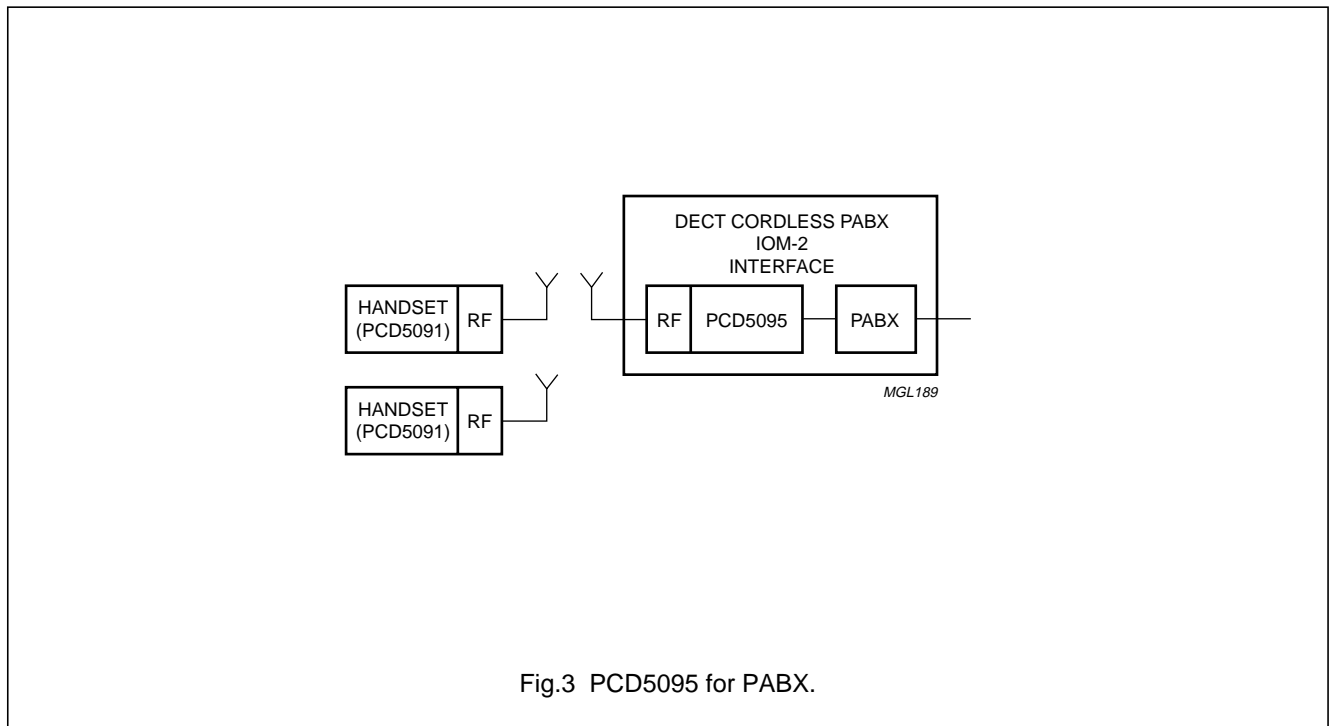 DECT CORDLESS PABX
IOM-2
INTERFACE
HANDSET
(PCD5091)
RF
RF
PCD5095
PABX
MGL189
HANDSET
(PCD5091)
RF
Fig.3 PCD5095 for PABX.